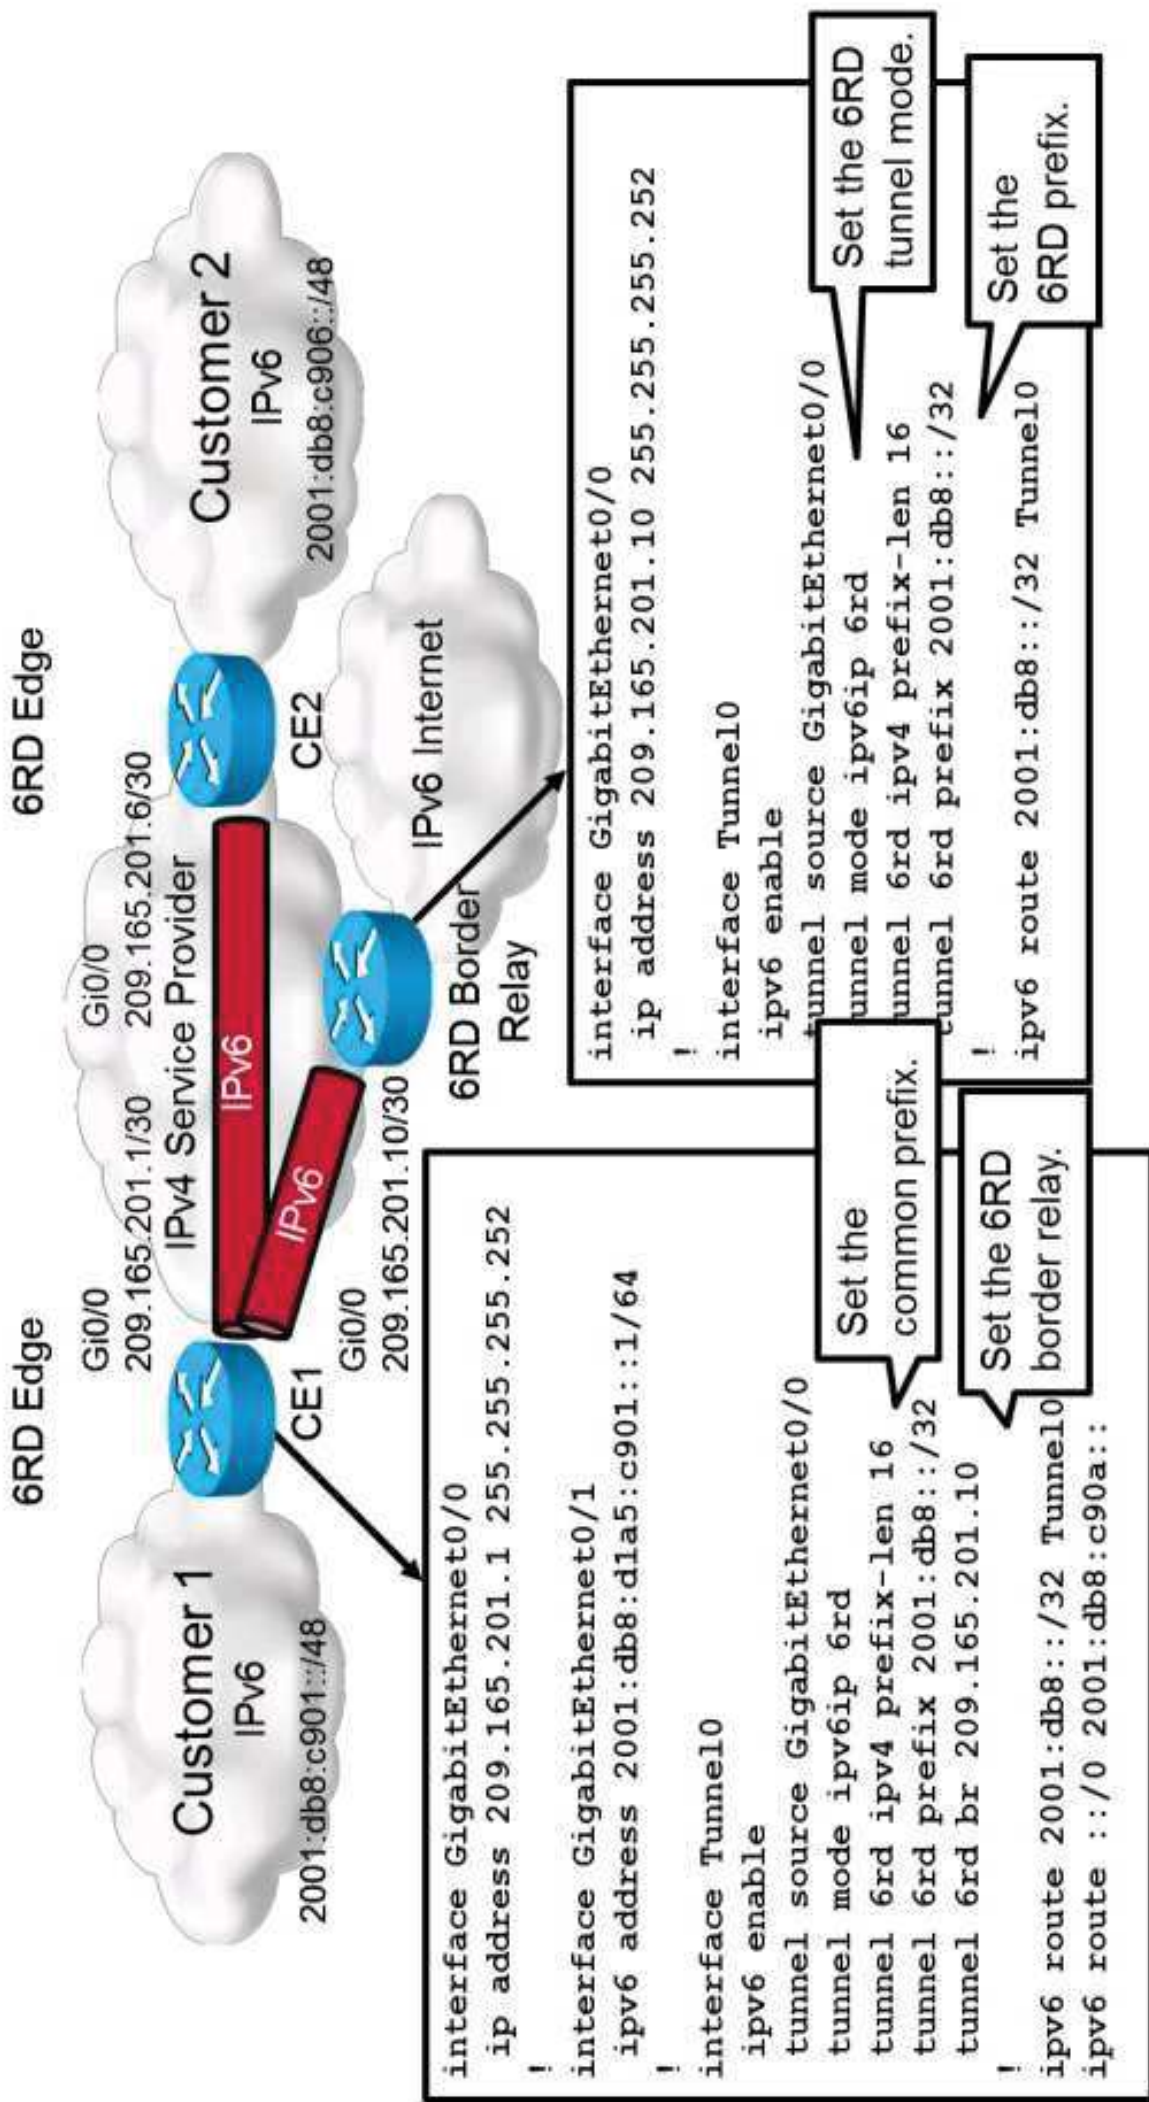 6RD Edge
6RD Edge
Gi0/0
209.165.201.1/30
Gi0/0
209.165.201.6/30
IPv4 Service Provider
Customer 1
IPv6
2001:db8:c901::/48
Customer 2
IPv6
2001:db8:c906::/48
IPv6
IPv6
CE1
CE2
Gi0/0
209.165.201.10/30
6RD Border
Relay
IPv6 Internet
interface GigabitEthernet0/0
ip address 209.165.201.1 255.255.255.252
!
interface GigabitEthernet0/1
ipv6 address 2001:db8:d1a5:c901::1/64
!
interface Tunnel0
ipv6 enable
tunnel source GigabitEthernet0/0
tunnel mode ipv6ip 6rd
tunnel 6rd ipv4 prefix-len 16
tunnel 6rd prefix 2001:db8::/32
tunnel 6rd br 209.165.201.10
!
ipv6 route 2001:db8::/32 Tunnel0
ipv6 route ::/0 2001:db8:c90a::
Set the
common prefix.
Set the 6RD
border relay.
interface GigabitEthernet0/0
ip address 209.165.201.10 255.255.255.252
!
interface Tunnel0
ipv6 enable
tunnel source GigabitEthernet0/0
unnel mode ipv6ip 6rd
unnel 6rd ipv4 prefix-len 16
tunnel 6rd prefix 2001:db8::/32
!
ipv6 route 2001:db8::/32 Tunnel0
Set the 6RD
tunnel mode.
Set the
6RD prefix.